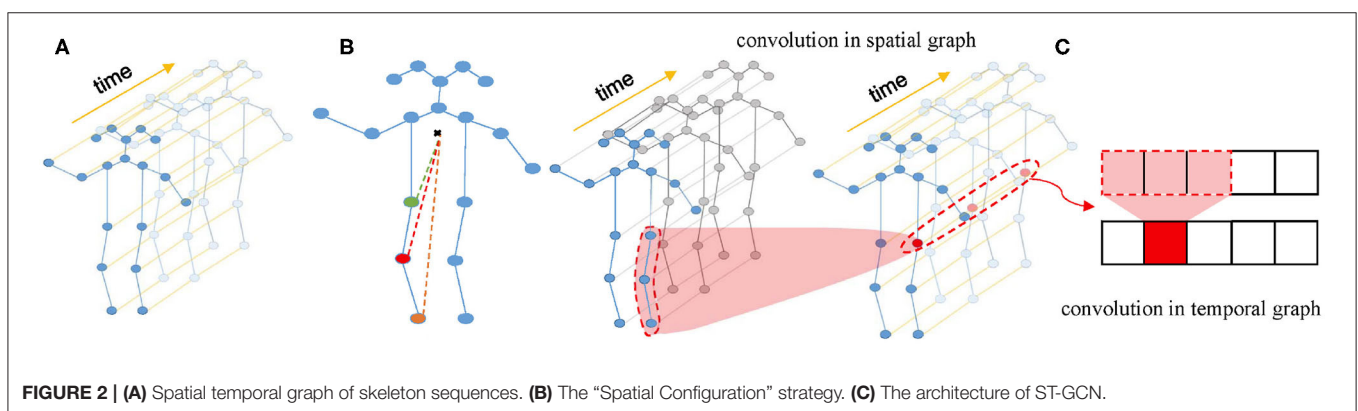 A
B
convolution in spatial graph
C
time
time
time
convolution in temporal graph
FIGURE 2 | (A) Spatial temporal graph of skeleton sequences. (B) The “Spatial Configuration” strategy. (C) The architecture of ST-GCN.